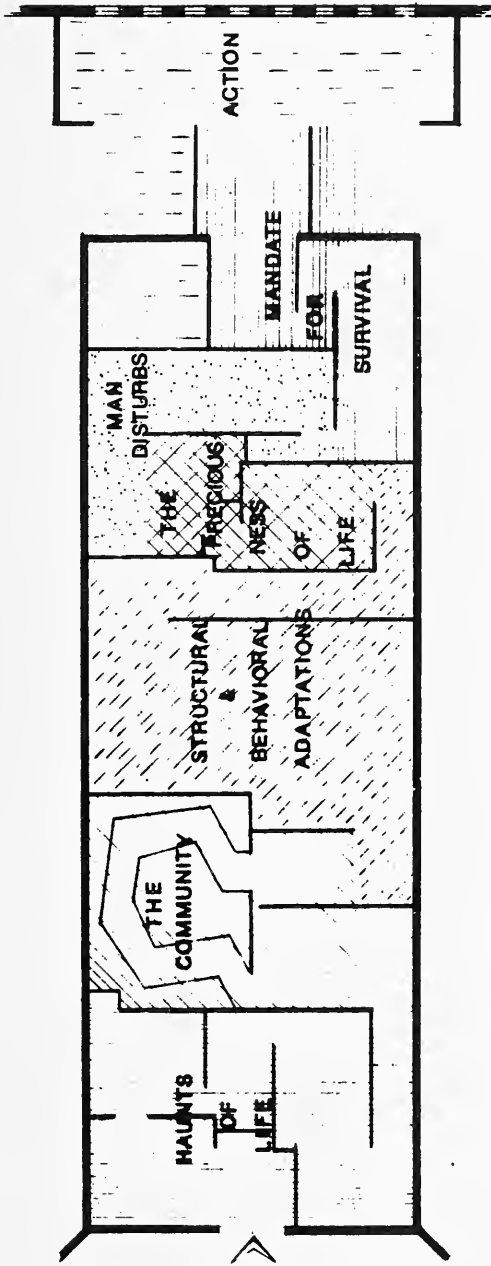 HAUNTS
OF
LIFE
THE
COMMUNITY
STRUCTURAL
&
BEHAVIORAL
ADAPTATIONS
THE
PRECIOUS
NESS
OF
LIFE
MAN
DISTURBS
MANDATE
FOR
SURVIVAL
ACTION